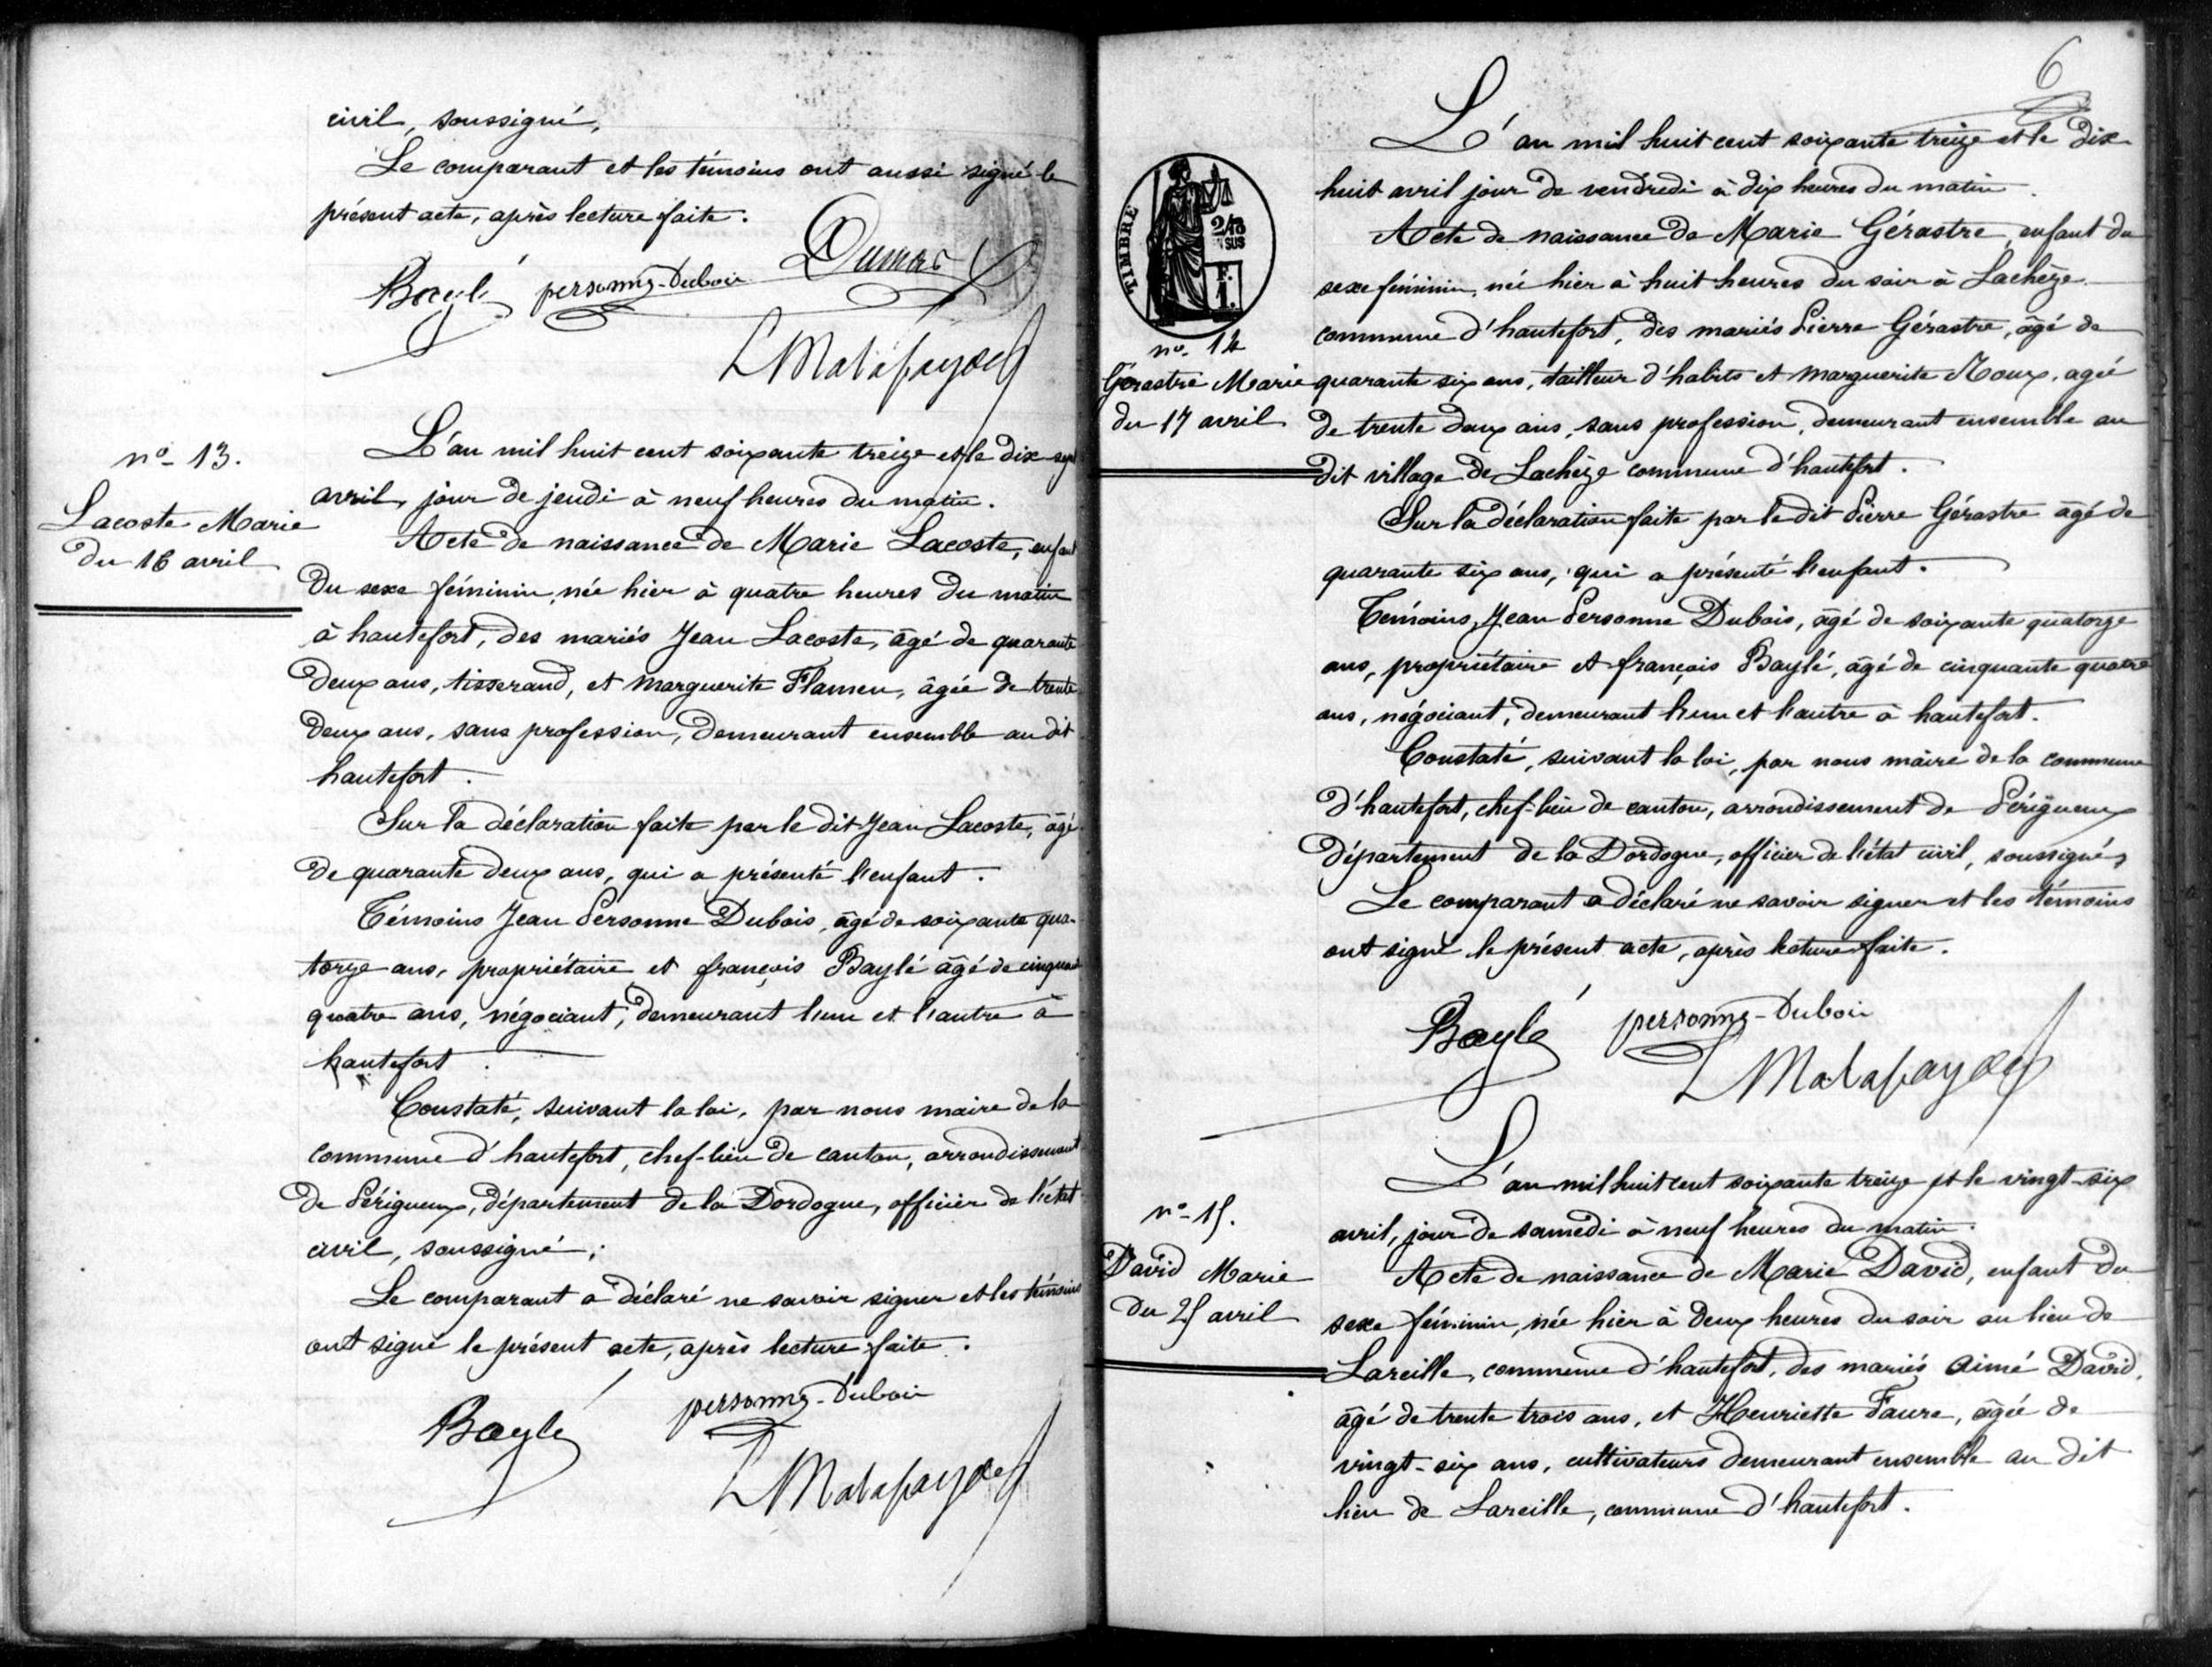 civil, soussigné,
Le comparant et les témoins ont aussi signé le
présent acte, après lecture faite.
Dumas
Baylé personne-Dubois
L Malafayde
nº 13.
Lacoste Marie
du 16 avril
L'an mil huit cent soixante treize et le dix sept
avril, jour de jeudi à neuf heures du matin.
Acte de naissance de Marie Lacoste, enfant
du sexe féminin, née hier à quatre heures du matin
à hautefort, des mariés Jean Lacoste, âgé de quarante
deux ans, tisserand, et Marguerite Flamen, âgée de trente
deux ans, sans profession, demeurant ensemble au dit
hautefort.
Sur la déclaration faite par le dit Jean Lacoste, âgé
de quarante deux ans, qui a présenté l'enfant.
Témoins Jean Personne Dubois, âgé de soixante qua-
torze ans, propriétaire et françois Baylé âgé de cinquante
quatre ans, négociant, demeurant l'un et l'autre à
hautefort.
Constaté, suivant la loi, par nous maire de la
commune d'hautefort, chef-lieu de canton, arrondissement
de Périgueux, département de la Dordogne, officier de l'état
civil, soussigné;
Le comparant a déclaré ne savoir signer et les témoins
ont signé le présent acte, après lecture faite.
Baylé personne-Dubois
L Malafayde
6
TIMBRE
2/10
SUS
F.
1.
nº 14
Gérastre Marie
du 17 avril
L'an mil huit cent soixante treize et le dix
huit avril jour de vendredi à dix heures du matin.
Acte de naissance de Marie Gérastre, enfant du
sexe féminin, née hier à huit heures du soir à Lachèze
commune d'hautefort, des mariés Pierre Gérastre, âgé de
quarante six ans, tailleur d'habits et Marguerite Roux, agée
de trente deux ans, sans profession, demeurant ensemble au
dit village de Lachèze commune d'hautefort.
Sur la déclaration faite par le dit Pierre Gérastre âgé de
quarante six ans, qui a présenté l'enfant.
Témoins, Jean Personne Dubois, âgé de soixante quatorze
ans, propriétaire et françois Baylé, âgé de cinquante quatre
ans, négociant, demeurant l'un et l'autre à hautefort.
Constaté, suivant la loi, par nous maire de la commune
d'hautefort, chef-lieu de canton, arrondissement de Périgueux
département de la Dordogne, officier de l'état civil, soussigné,
Le comparant a déclaré ne savoir signer et les témoins
ont signé le présent acte, après lecture faite.
Baylé personne-Dubois
L Malafayde
nº 15.
David Marie
du 25 avril
L'an mil huit cent soixante treize et le vingt-six
avril, jour de samedi à neuf heures du matin.
Acte de naissance de Marie David, enfant du
sexe féminin, née hier à deux heures du soir au lieu de
Lareille, commune d'hautefort, des mariés Aimé David,
âgé de trente trois ans, et Henriette Faure, âgée de
vingt-six ans, cultivateurs demeurant ensemble au dit
lieu de Lareille, commune d'hautefort.